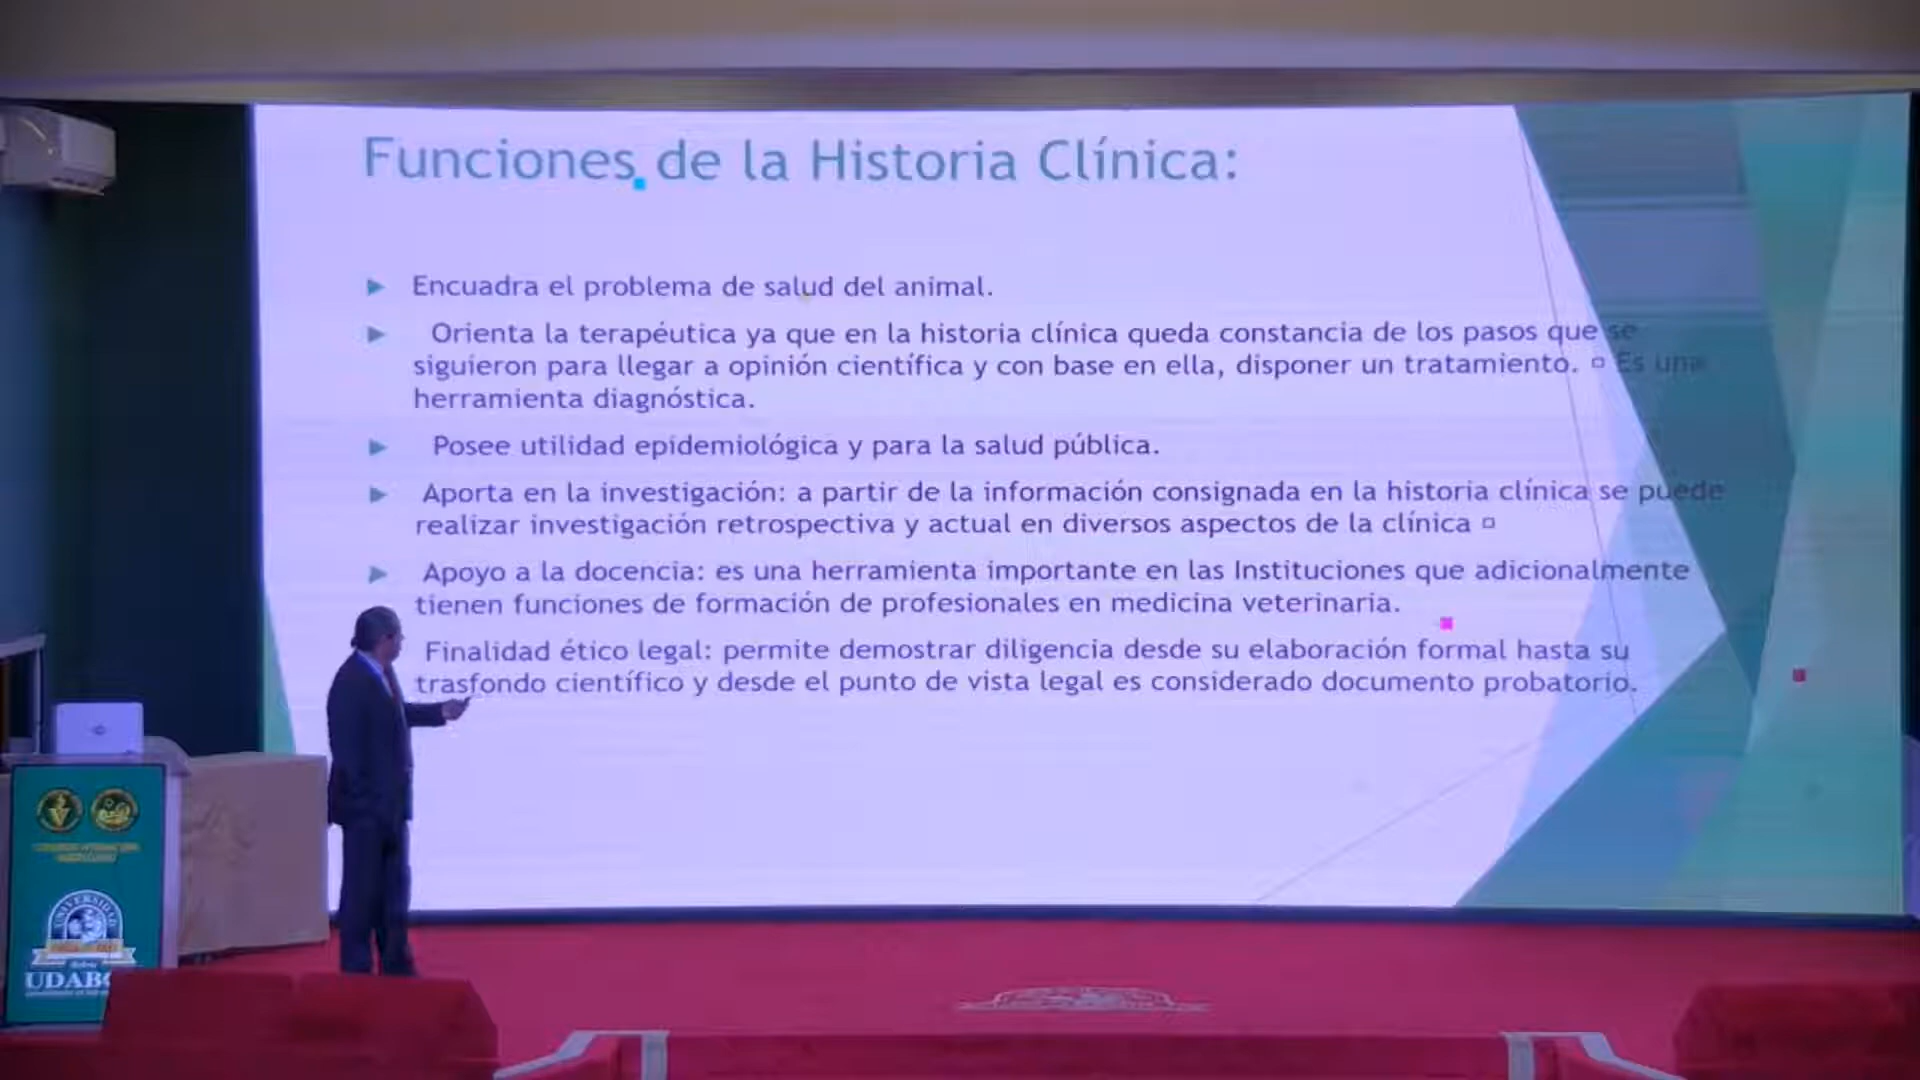 Funciones de la Historia Clínica:
Encuadra el problema de salud del animal.
Orienta la terapéutica ya que en la historia clínica queda constancia de los pasos que se
siguieron para llegar a opinión científica y con base en ella, disponer un tratamiento. ▫ Es una
herramienta diagnóstica.
Posee utilidad epidemiológica y para la salud pública.
Aporta en la investigación: a partir de la información consignada en la historia clínica se puede
realizar investigación retrospectiva y actual en diversos aspectos de la clínica ▫
Apoyo a la docencia: es una herramienta importante en las Instituciones que adicionalmente
tienen funciones de formación de profesionales en medicina veterinaria.
Finalidad ético legal: permite demostrar diligencia desde su elaboración formal hasta su
trasfondo científico y desde el punto de vista legal es considerado documento probatorio.
UNIVERSIDAD
UDAB